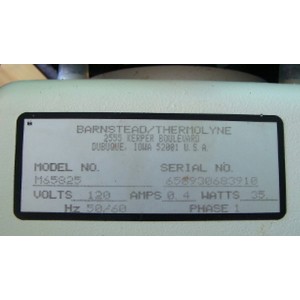 BARNSTEAD/THERMOLYNE
2555 KERPER BOULEVARD
DUBUQUE, IOWA 52001 U.S.A.
MODEL NO. SERIAL NO.
M65825 658930683910
VOLTS 120 AMPS 0.4 WATTS 35
Hz 50/60 PHASE 1